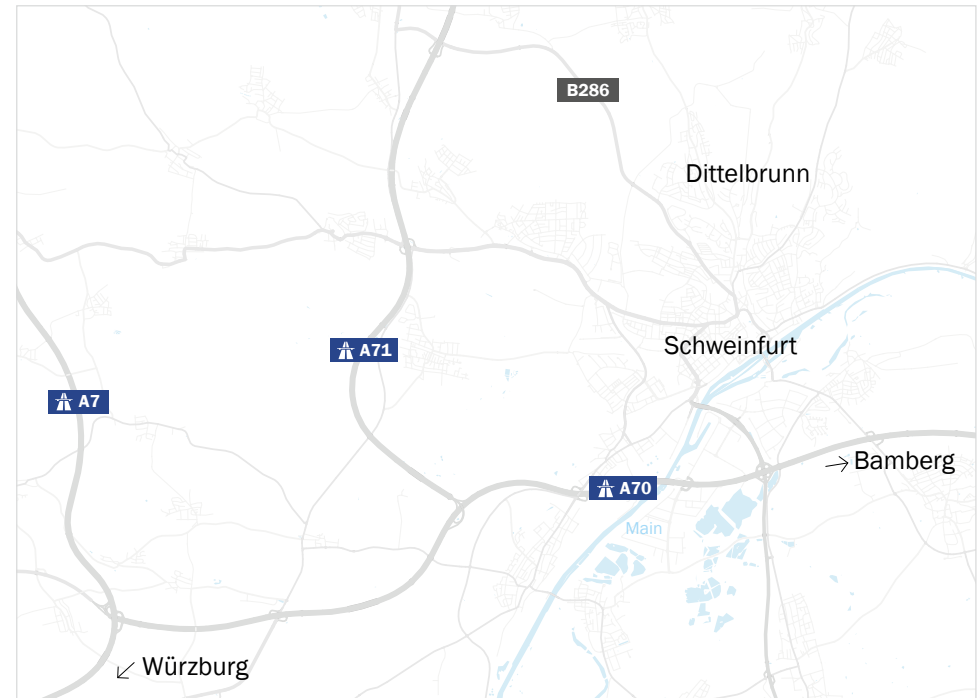 B286
Dittelbrunn
Schweinfurt
A71
A7
Bamberg
A70
Main
Würzburg